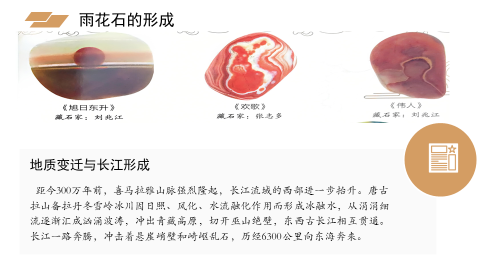 雨花石的形成
《旭日东升》
藏石家：刘兆江
《欢歌》
藏石家：张志多
《伟人》
藏石家：刘兆江
地质变迁与长江形成
距今300万年前，喜马拉雅山脉强烈隆起，长江流域的西部进一步抬升。唐古
拉山各拉丹冬雪岭冰川因日照、风化、水流融化作用而形成冰融水，从涓涓细
流逐渐汇成汹涌波涛，冲出青藏高原，切开巫山绝壁，东西古长江相互贯通。
长江一路奔腾，冲击着悬崖峭壁和崎岖乱石，历经6300公里向东海奔来。